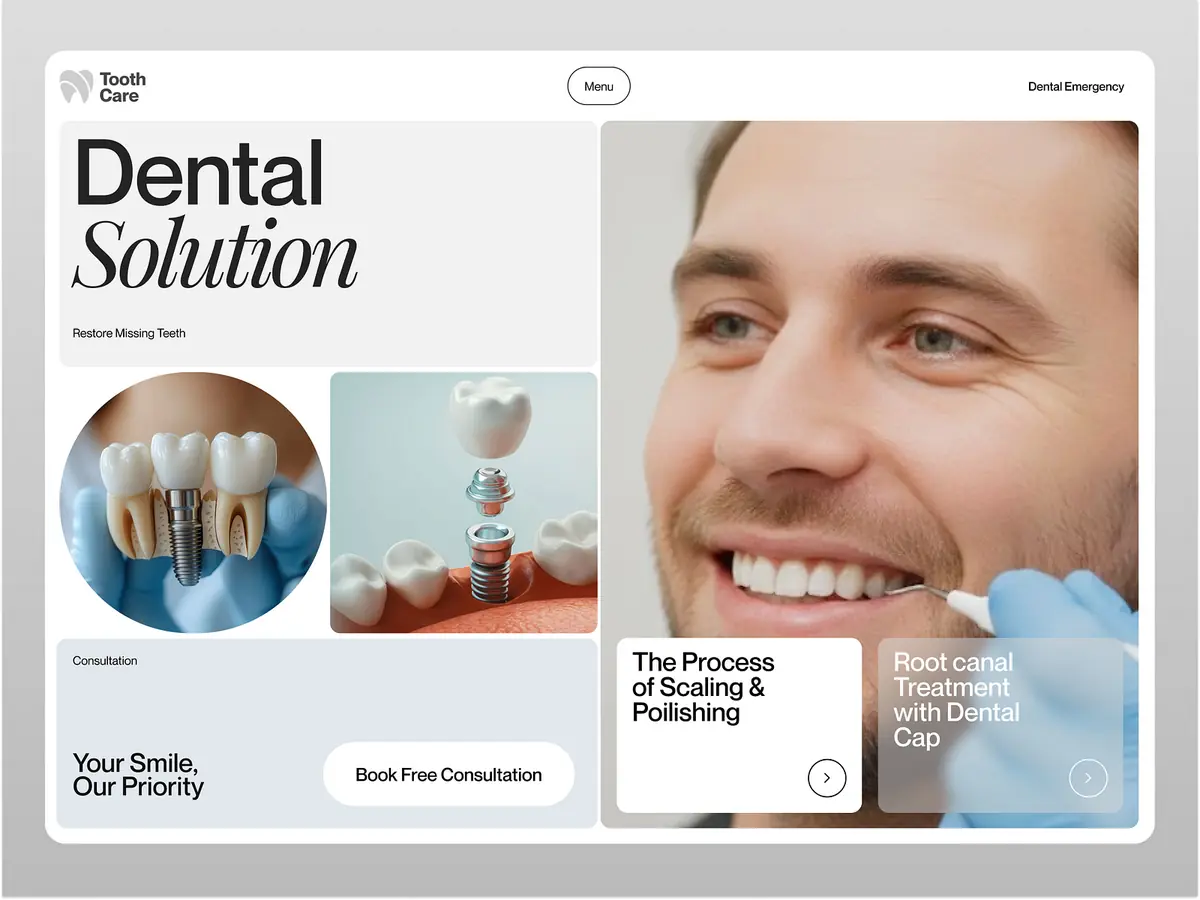 Tooth
Care
Menu
Dental Emergency
Dental
Solution
Restore Missing Teeth
Consultation
Your Smile,
Our Priority
Book Free Consultation
The Process
of Scaling &
Poilishing
Root canal
Treatment
with Dental
Cap